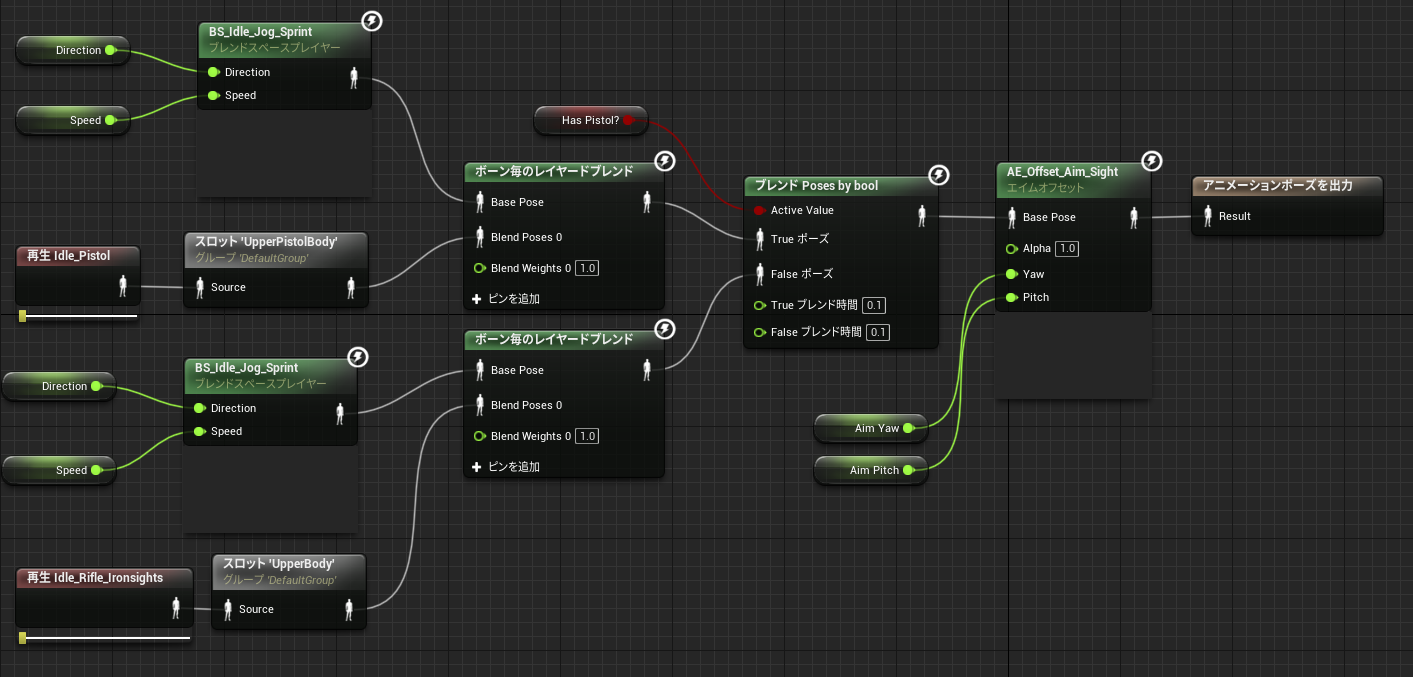 BS_Idle_Jog_Sprint
ブレンドスペースプレイヤー
Direction
Direction
Speed
Speed
Has Pistol?
ボーン毎のレイヤードブレンド
Base Pose
Blend Poses 0
Blend Weights 0 1.0
ピンを追加
再生 Idle_Pistol
スロット 'UpperPistolBody'
グループ 'DefaultGroup'
Source
ブレンド Poses by bool
Active Value
True ポーズ
False ポーズ
True ブレンド時間 0.1
False ブレンド時間 0.1
AE_Offset_Aim_Sight
エイムオフセット
Base Pose
Alpha 1.0
Yaw
Pitch
アニメーションポーズを出力
Result
BS_Idle_Jog_Sprint
ブレンドスペースプレイヤー
Direction
Direction
Speed
Speed
ボーン毎のレイヤードブレンド
Base Pose
Blend Poses 0
Blend Weights 0 1.0
ピンを追加
Aim Yaw
Aim Pitch
再生 Idle_Rifle_Ironsights
スロット 'UpperBody'
グループ 'DefaultGroup'
Source